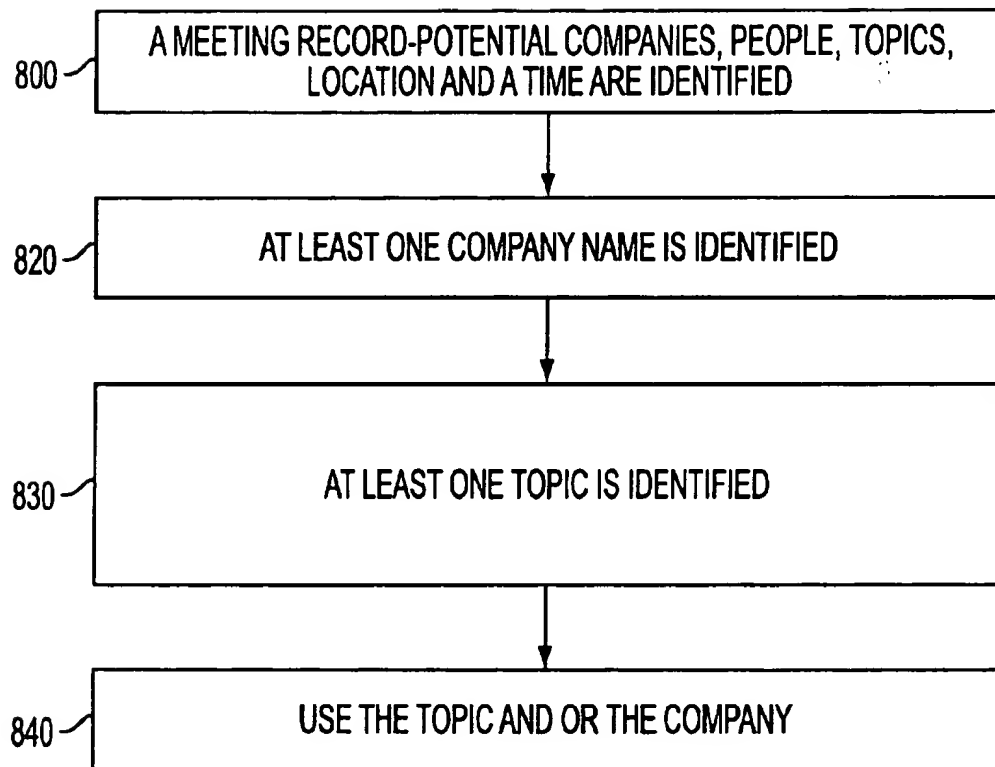 800
A MEETING RECORD-POTENTIAL COMPANIES, PEOPLE, TOPICS,
LOCATION AND A TIME ARE IDENTIFIED
820
AT LEAST ONE COMPANY NAME IS IDENTIFIED
830
AT LEAST ONE TOPIC IS IDENTIFIED
840
USE THE TOPIC AND OR THE COMPANY